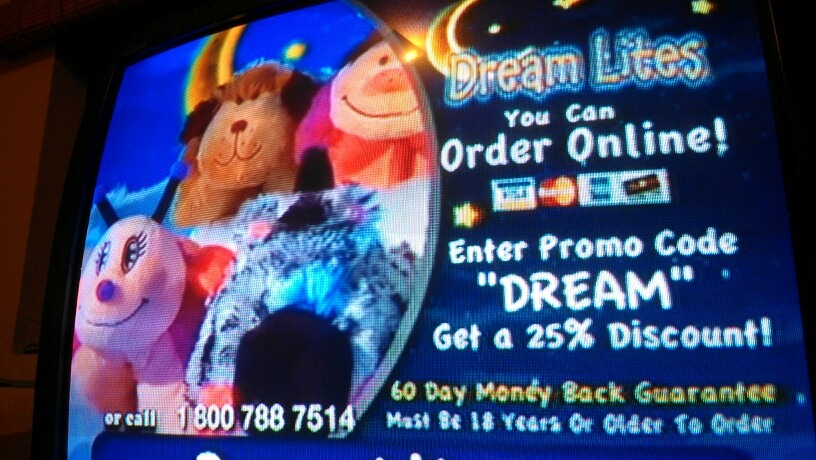 Dream Lites
You Can
Order Online!
Enter Promo Code
"DREAM"
Get a 25% Discount!
60 Day Money Back Guarantee
Must Be 18 Years Or Older To Order
or call 1 800 788 7514